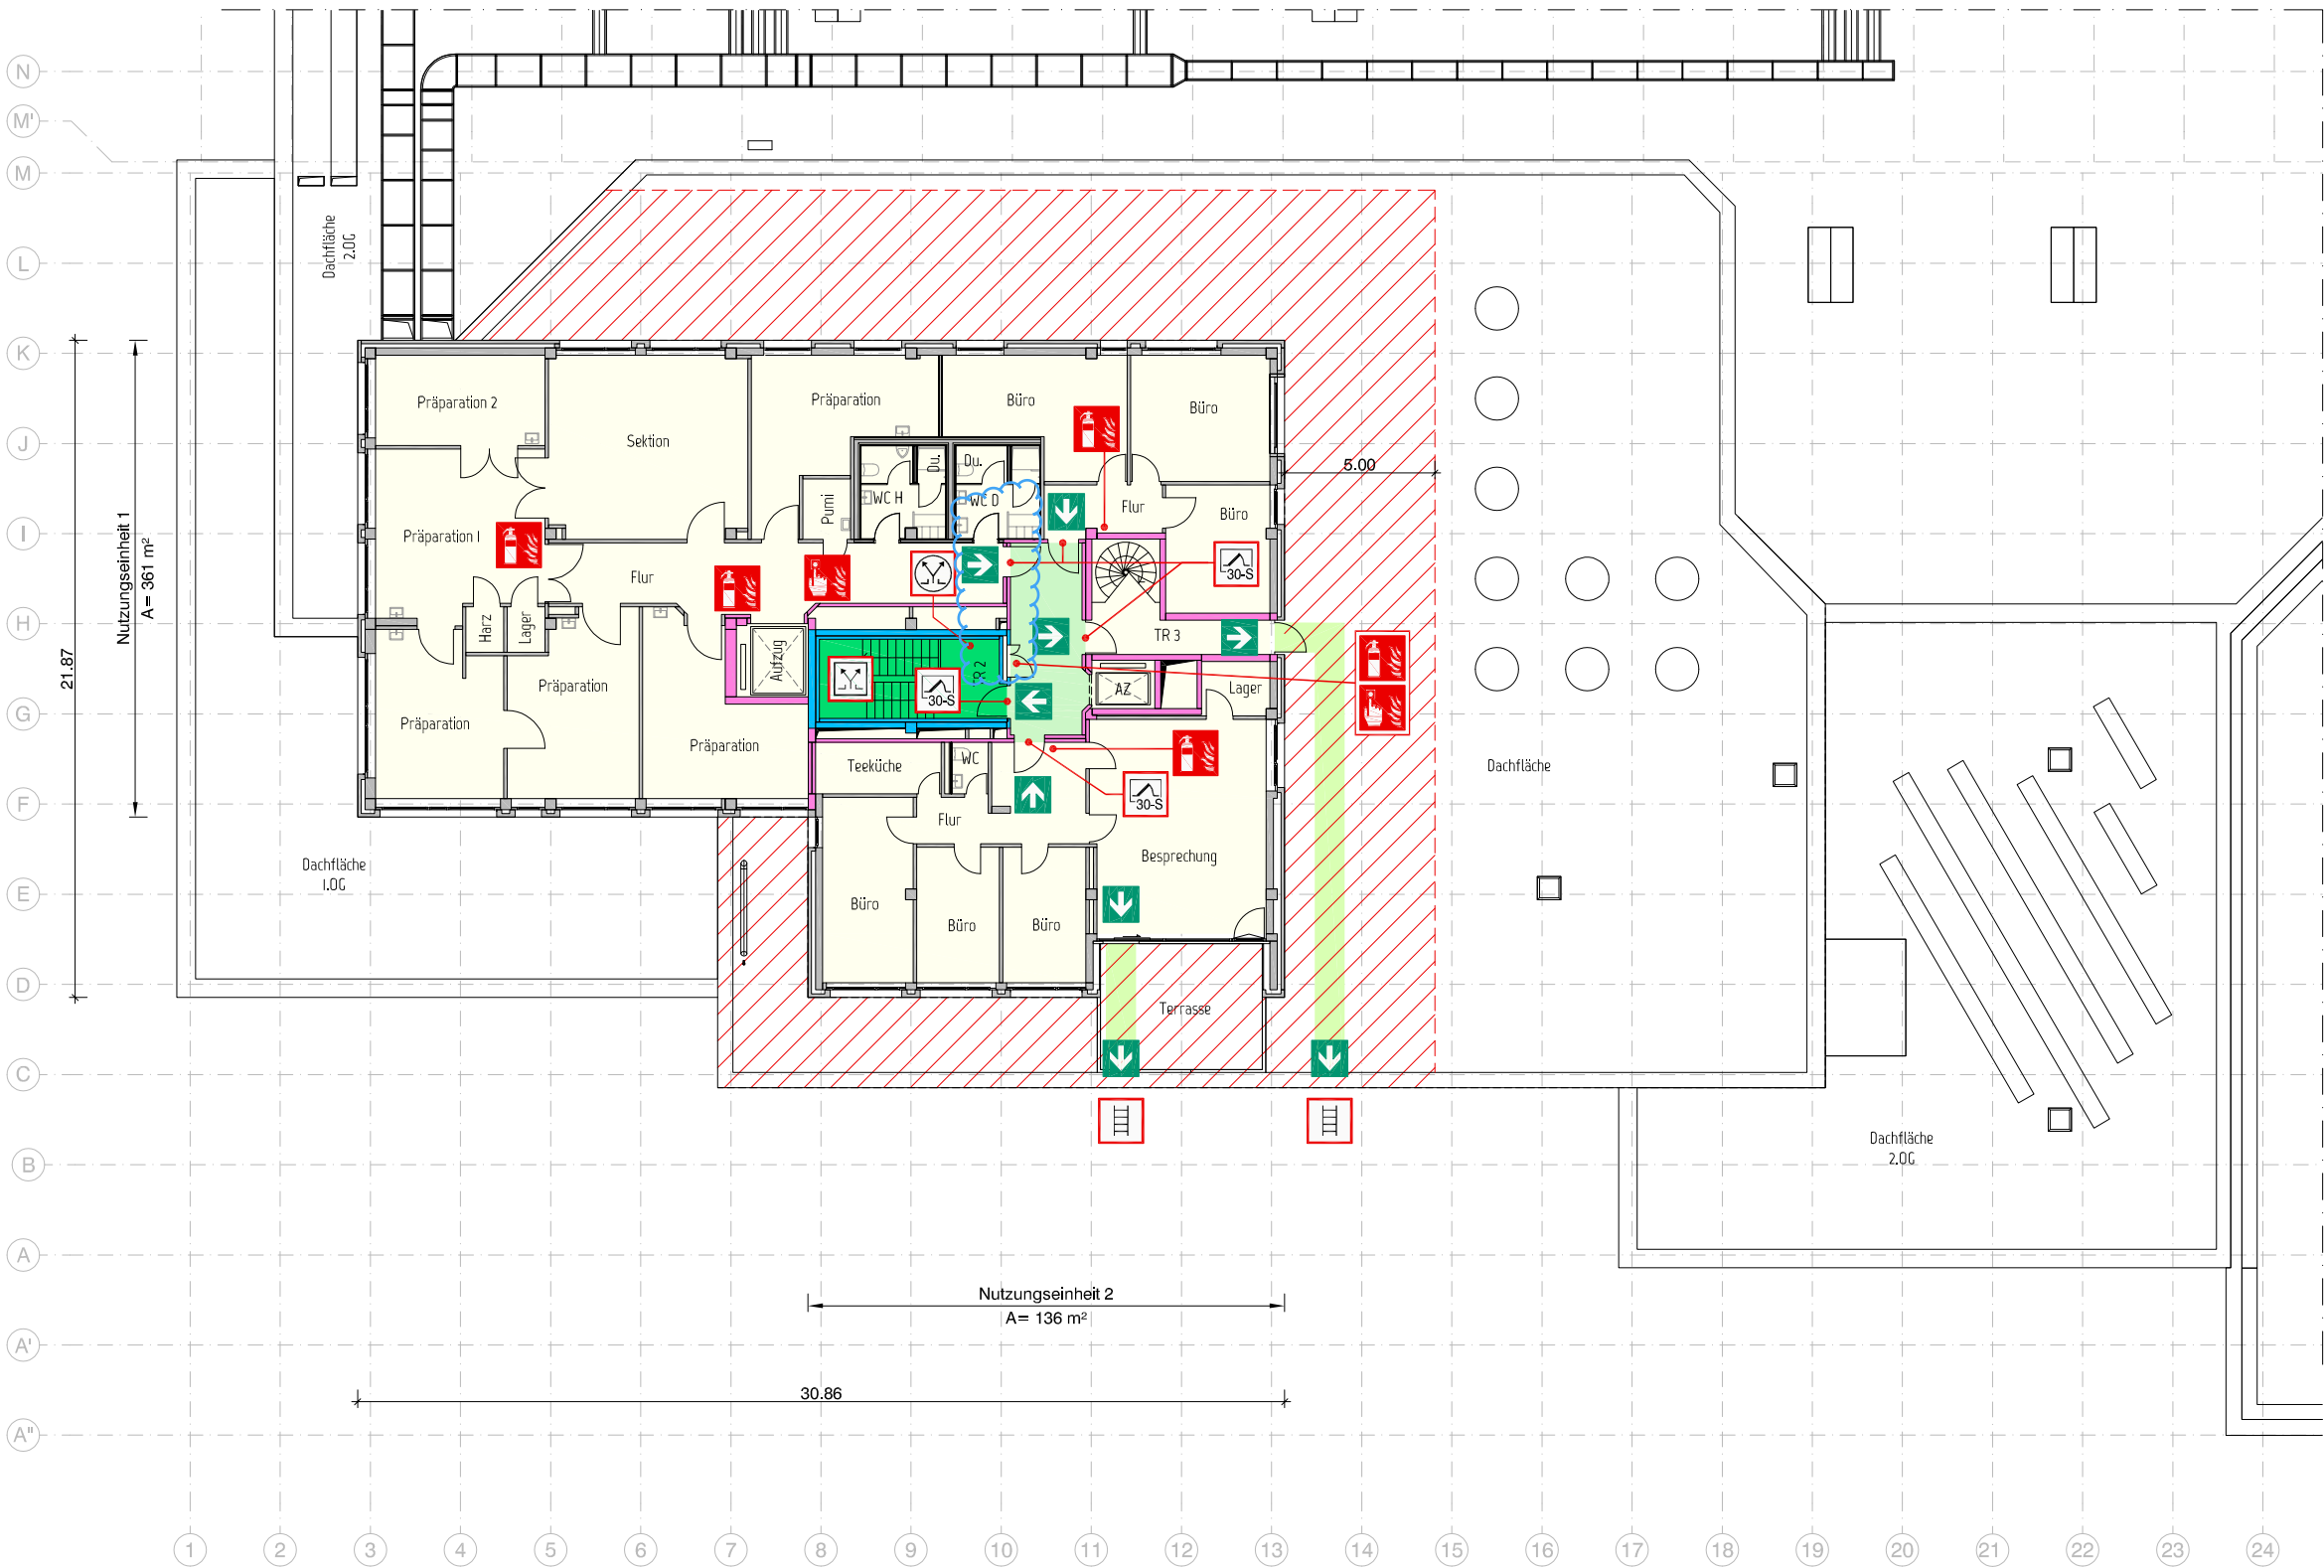 N
M'
M
L
K
J
I
H
G
F
E
D
C
B
A
A'
A"
Dachfläche
2.OG
Präparation 2
Sektion
Präparation
Büro
Büro
5.00
Du.
Du.
WC H
WC D
Pumi
Flur
Büro
Präparation 1
Nutzungseinheit 1
A= 361 m²
Flur
30-S
Harz
Lager
TR 3
21.87
Aufzug
TR 2
30-S
AZ
Lager
Präparation
Präparation
Präparation
Teeküche
WC
30-S
Dachfläche
Flur
Besprechung
Dachfläche
1.OG
Büro
Büro
Büro
Terrasse
Dachfläche
2.OG
Nutzungseinheit 2
A= 136 m²
30.86
1 2 3 4 5 6 7 8 9 10 11 12 13 14 15 16 17 18 19 20 21 22 23 24